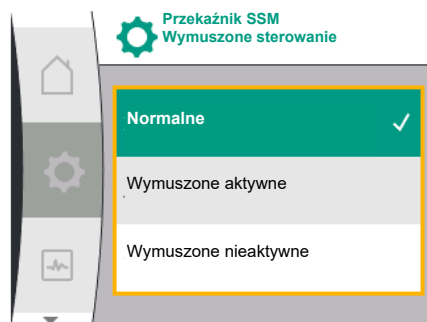 Przekaźnik SSM
Wymuszone sterowanie
Normalne
Wymuszone aktywne
Wymuszone nieaktywne